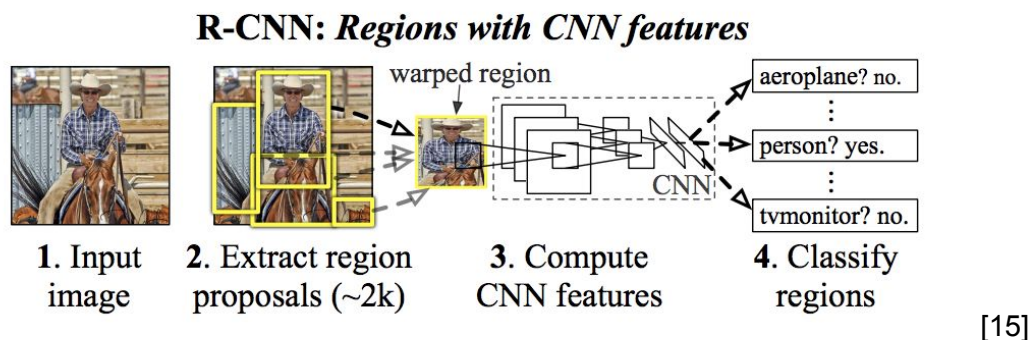 R-CNN: Regions with CNN features
warped region
aeroplane? no.
⋮
person? yes.
⋮
tvmonitor? no.
CNN
1. Input
image
2. Extract region
proposals (~2k)
3. Compute
CNN features
4. Classify
regions
[15]